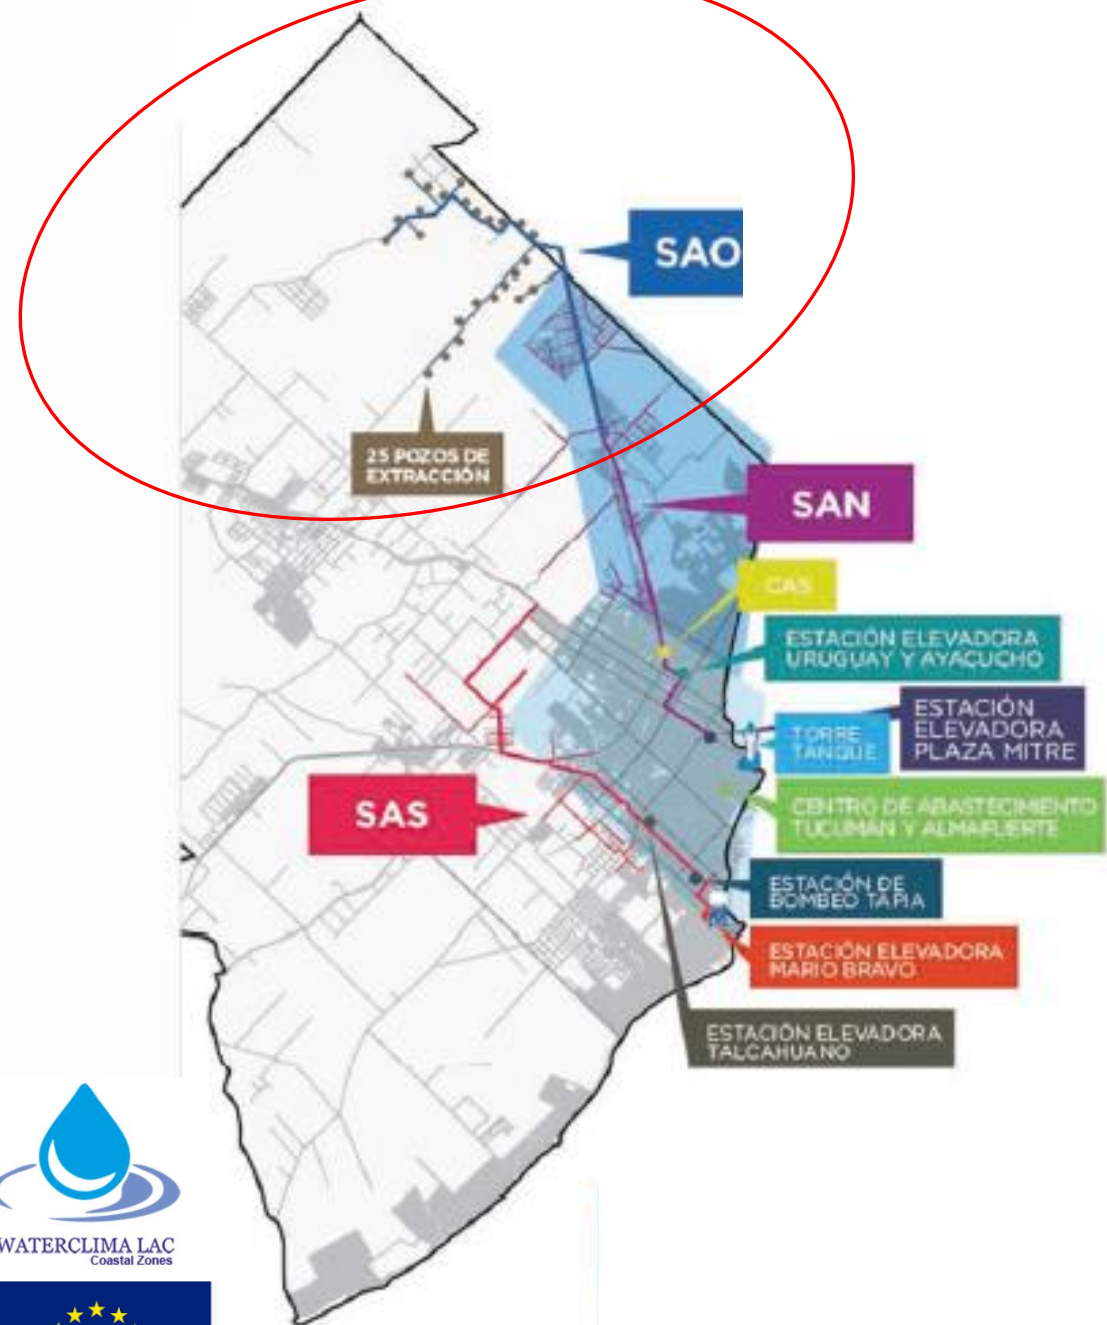 SAO
25 POZOS DE
EXTRACCIÓN
SAN
CAS
ESTACIÓN ELEVADORA
URUGUAY Y AYACUCHO
ESTACIÓN
ELEVADORA
PLAZA MITRE
TORRE
TANQUE
SAS
CENTRO DE ABASTECIMIENTO
TUCUMÁN Y ALMAFUERTE
ESTACIÓN DE
BOMBEO TAPIA
ESTACIÓN ELEVADORA
MARIO BRAVO
ESTACIÓN ELEVADORA
TALCAHUANO
WATERCLIMA LAC
Coastal Zones